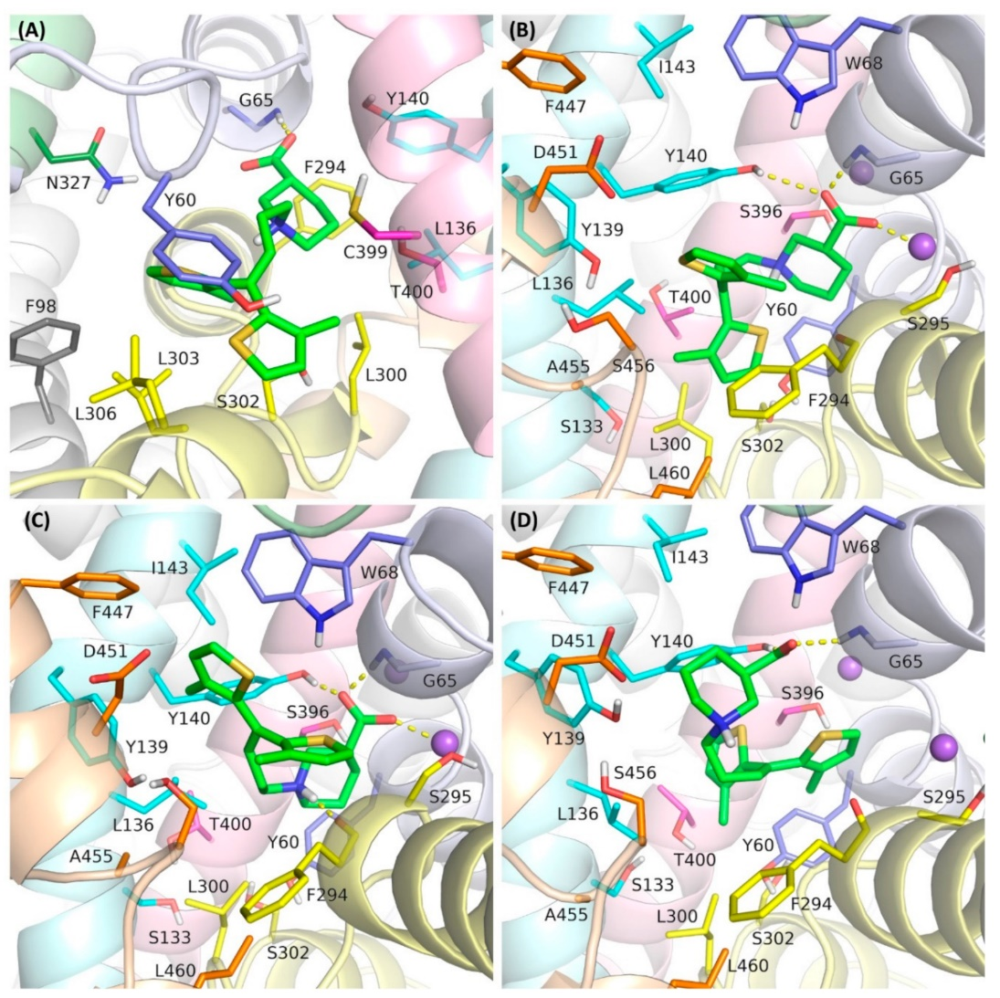 (A)
G65
Y140
N327
F294
Y60
L136
C399
T400
F98
L303
L300
S302
L306
(B)
I143
W68
F447
D451
Y140
G65
S396
Y139
L136
T400
Y60
S295
A455
S456
F294
S133
L300
S302
L460
(C)
I143
W68
F447
D451
G65
Y140
S396
Y139
S295
L136
T400
Y60
A455
L300
F294
S133
S302
L460
(D)
I143
W68
F447
D451
Y140
G65
S396
Y139
S456
L136
S295
T400
Y60
S133
F294
A455
L300
S302
L460